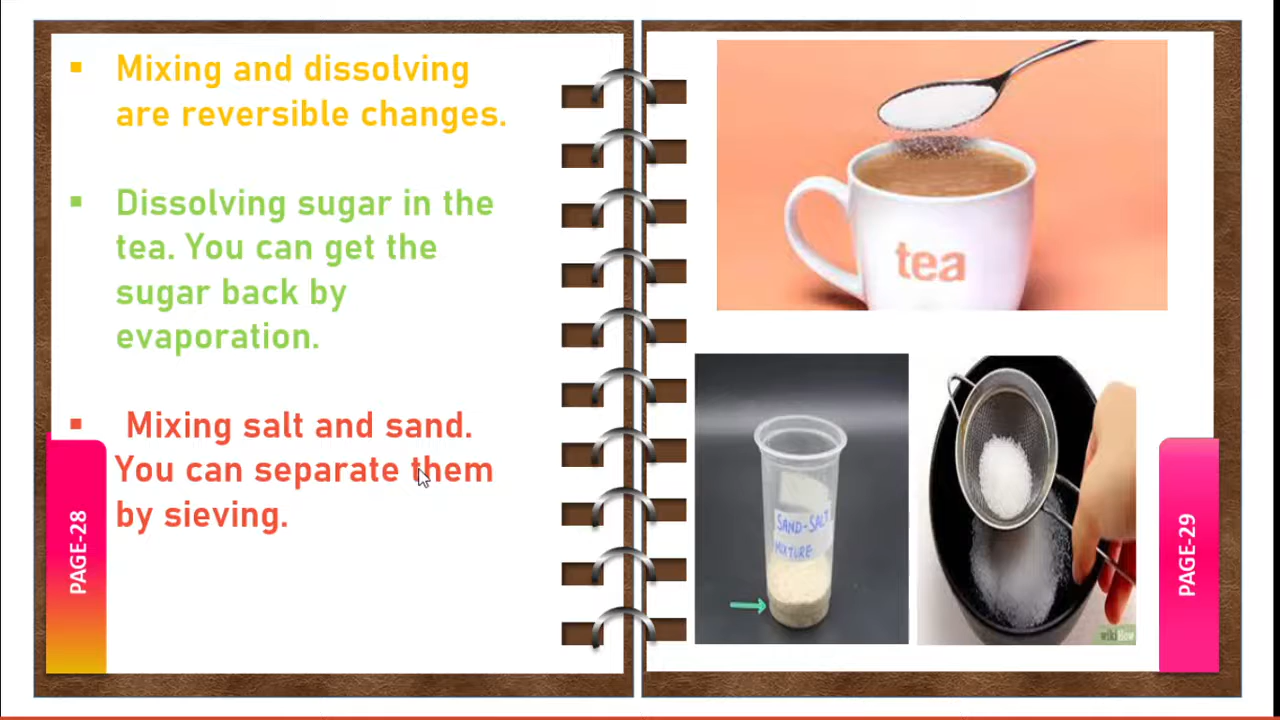 ▪ Mixing and dissolving
are reversible changes.
▪ Dissolving sugar in the
tea. You can get the
sugar back by
evaporation.
▪ Mixing salt and sand.
You can separate them
by sieving.
PAGE-28
tea
SAND-SALT
MIXTURE
wikiHow
PAGE-29